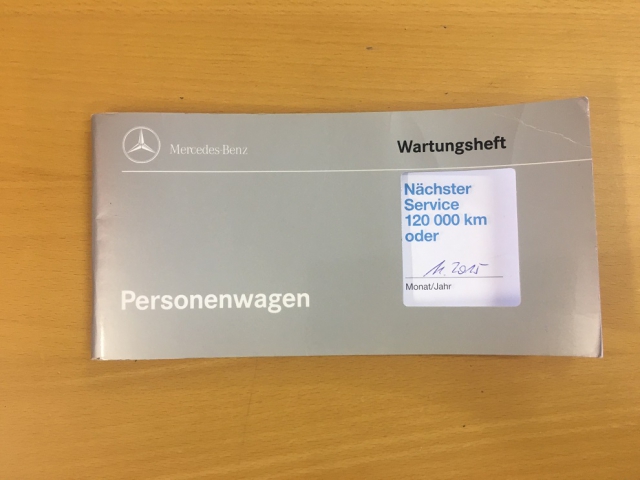 Mercedes-Benz
Wartungsheft
Nächster
Service
120 000 km
oder
11.2015
Monat/Jahr
Personenwagen